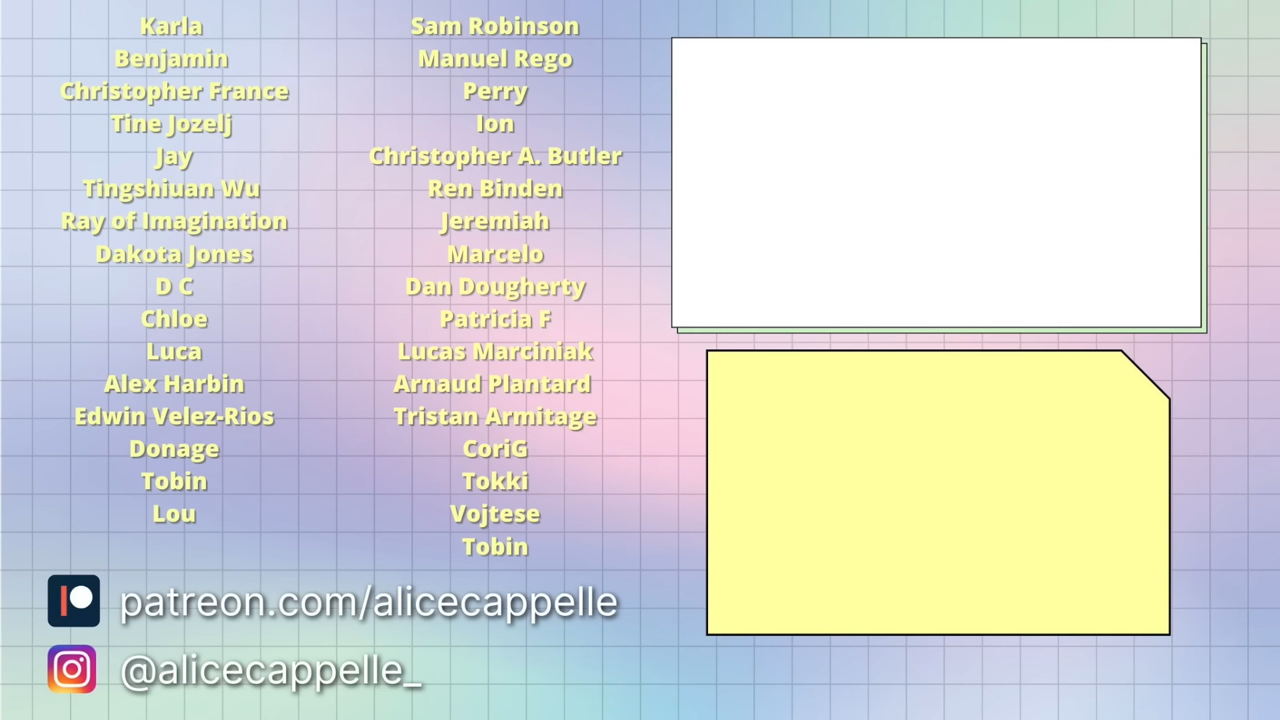 Karla
Benjamin
Christopher France
Tine Jozelj
Jay
Tingshiuan Wu
Ray of Imagination
Dakota Jones
D C
Chloe
Luca
Alex Harbin
Edwin Velez-Rios
Donage
Tobin
Lou
Sam Robinson
Manuel Rego
Perry
Ion
Christopher A. Butler
Ren Binden
Jeremiah
Marcelo
Dan Dougherty
Patricia F
Lucas Marciniak
Arnaud Plantard
Tristan Armitage
CoriG
Tokki
Vojtese
Tobin
patreon.com/alicecappelle
@alicecappelle_